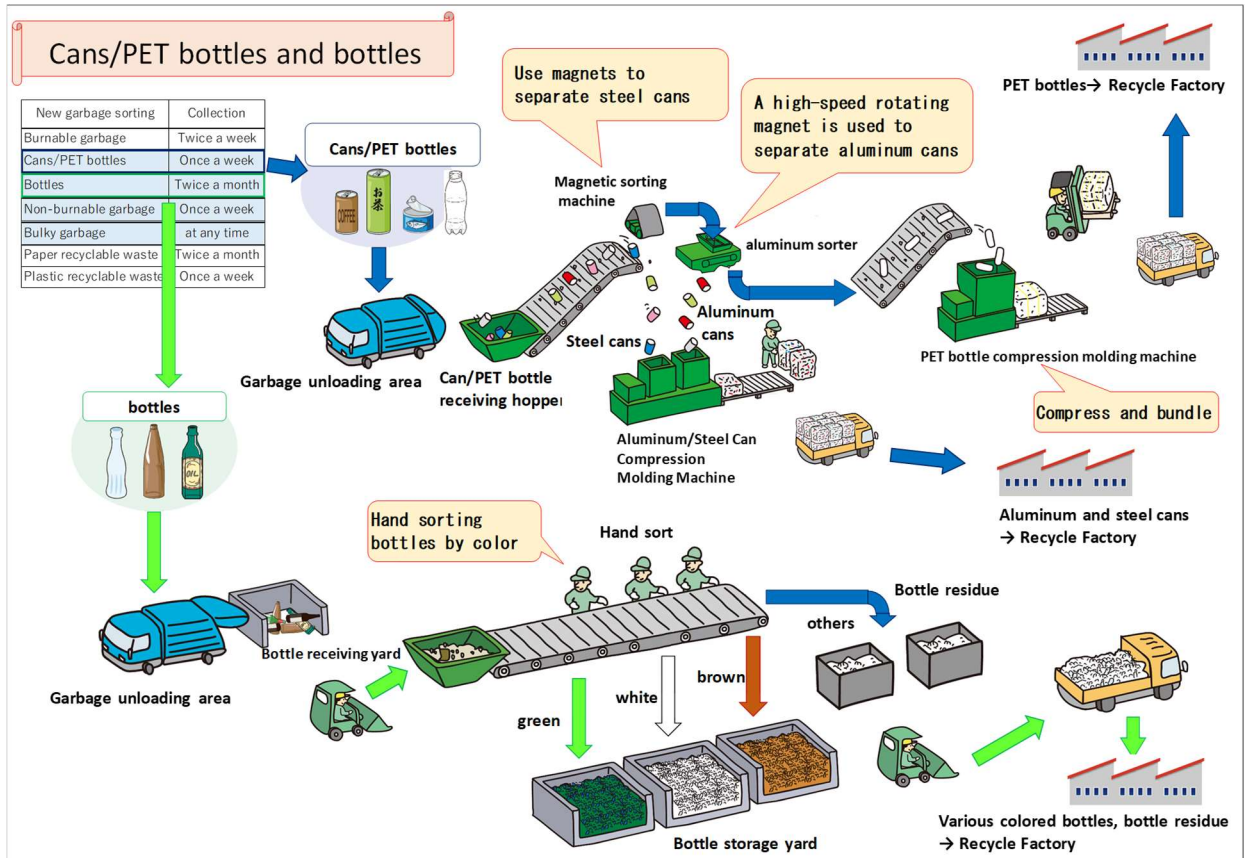 Cans/PET bottles and bottles
New garbage sorting Collection
Burnable garbage Twice a week
Cans/PET bottles Once a week
Bottles Twice a month
Non-burnable garbage Once a week
Bulky garbage at any time
Paper recyclable waste Twice a month
Plastic recyclable waste Once a week
Cans/PET bottles
COFFEE
お茶
Garbage unloading area
Use magnets to
separate steel cans
Magnetic sorting
machine
A high-speed rotating
magnet is used to
separate aluminum cans
aluminum sorter
Steel cans
Aluminum
cans
Can/PET bottle
receiving hopper
Aluminum/Steel Can
Compression
Molding Machine
PET bottle compression molding machine
Compress and bundle
PET bottles→ Recycle Factory
Aluminum and steel cans
→ Recycle Factory
bottles
OIL
Garbage unloading area
Bottle receiving yard
Hand sorting
bottles by color
Hand sort
green
white
brown
others
Bottle residue
Bottle storage yard
Various colored bottles, bottle residue
→ Recycle Factory